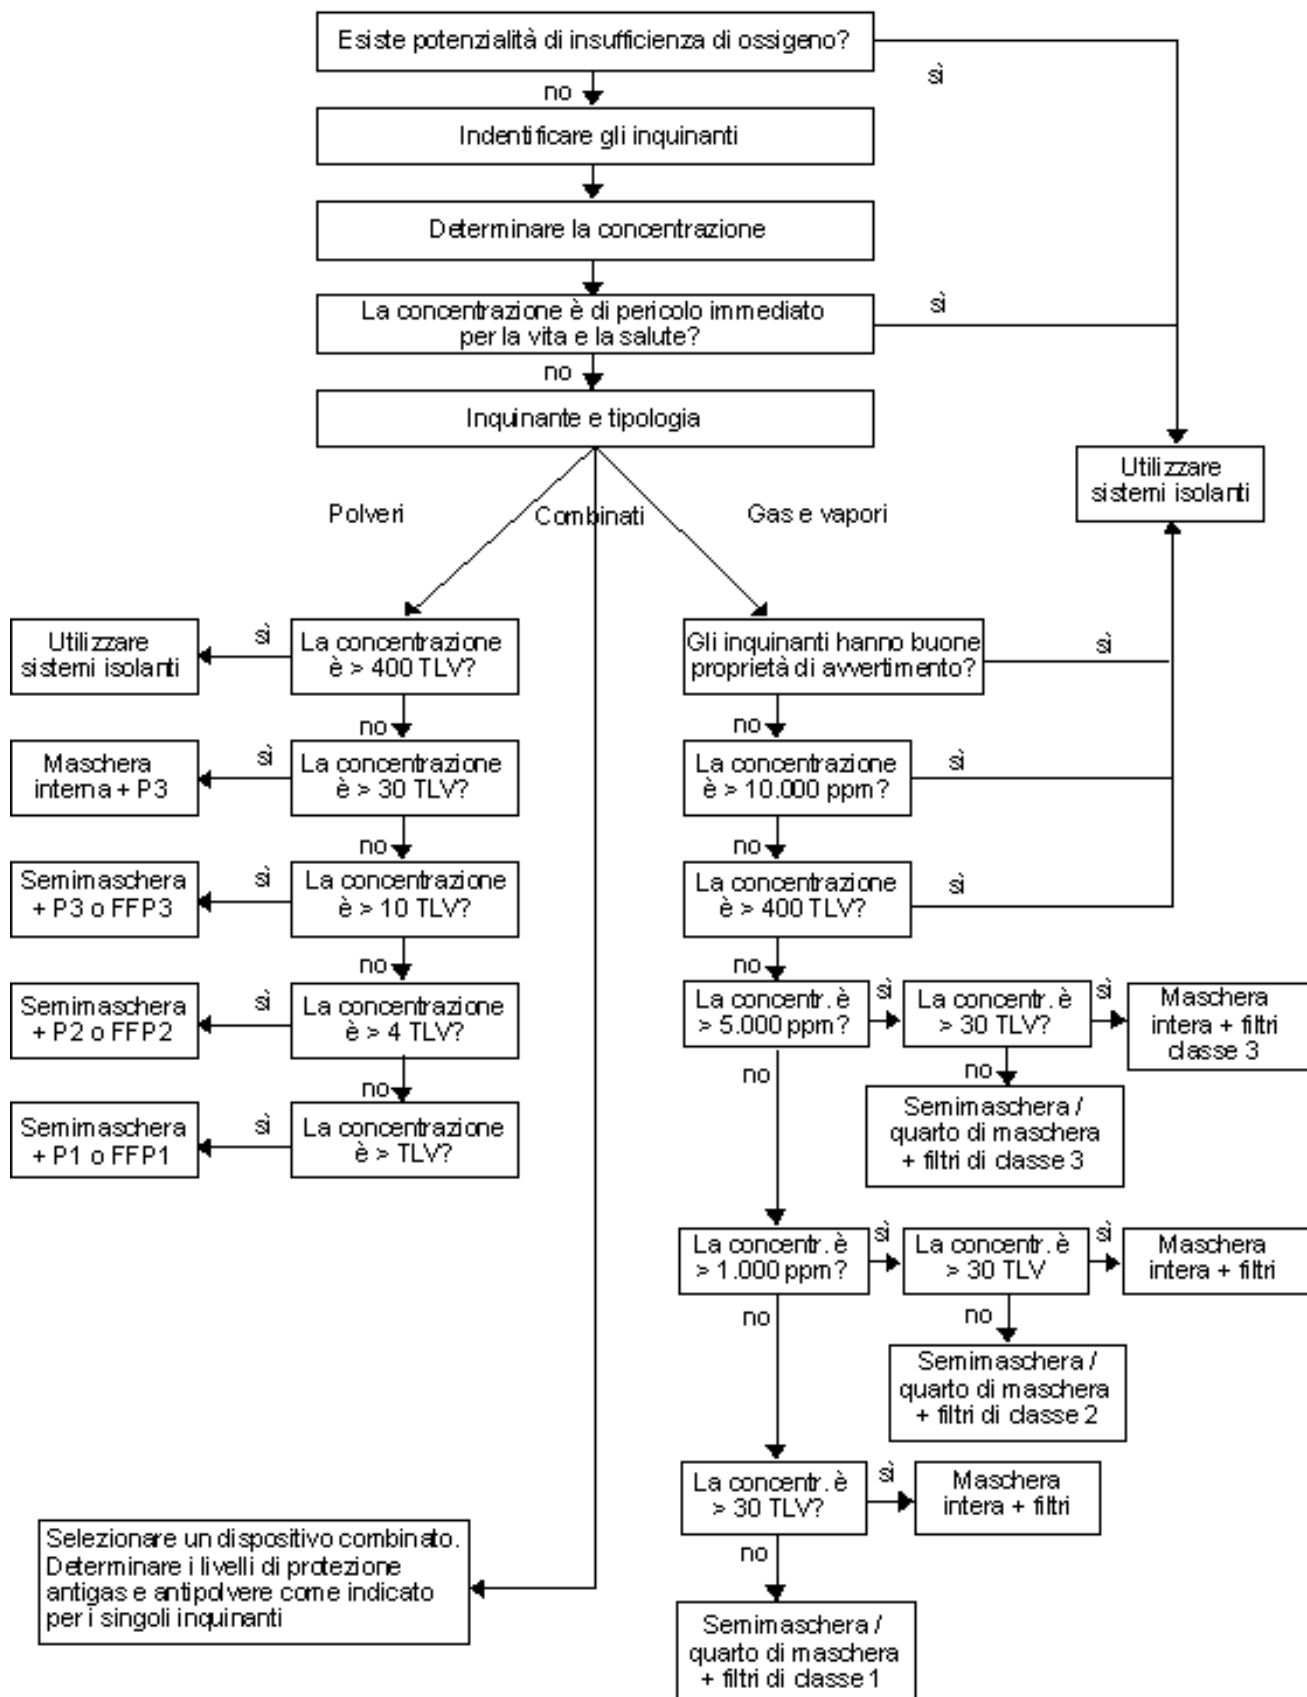 Esiste potenzialità di insufficienza di ossigeno?
sì
no
Indentificare gli inquinanti
Determinare la concentrazione
La concentrazione è di pericolo immediato
per la vita e la salute?
sì
no
Inquinante e tipologia
Utilizzare
sistemi isolanti
Polveri
Combinati
Gas e vapori
Utilizzare
sistemi isolanti
sì
La concentrazione
è > 400 TLV?
no
Maschera
interna + P3
sì
La concentrazione
è > 30 TLV?
no
Semimaschera
+ P3 o FFP3
sì
La concentrazione
è > 10 TLV?
no
Semimaschera
+ P2 o FFP2
sì
La concentrazione
è > 4 TLV?
no
Semimaschera
+ P1 o FFP1
sì
La concentrazione
è > TLV?
Gli inquinanti hanno buone
proprietà di avvertimento?
sì
no
La concentrazione
è > 10.000 ppm?
sì
no
La concentrazione
è > 400 TLV?
sì
no
La concentr. è
> 5.000 ppm?
sì
La concentr. è
> 30 TLV?
sì
Maschera
intera + filtri
classe 3
no
no
Semimaschera /
quarto di maschera
+ filtri di classe 3
La concentr. è
> 1.000 ppm?
sì
La concentr. è
> 30 TLV
sì
Maschera
intera + filtri
no
no
Semimaschera /
quarto di maschera
+ filtri di classe 2
La concentr. è
> 30 TLV?
sì
Maschera
intera + filtri
no
Semimaschera /
quarto di maschera
+ filtri di classe 1
Selezionare un dispositivo combinato.
Determinare i livelli di protezione
antigas e antipolvere come indicato
per i singoli inquinanti